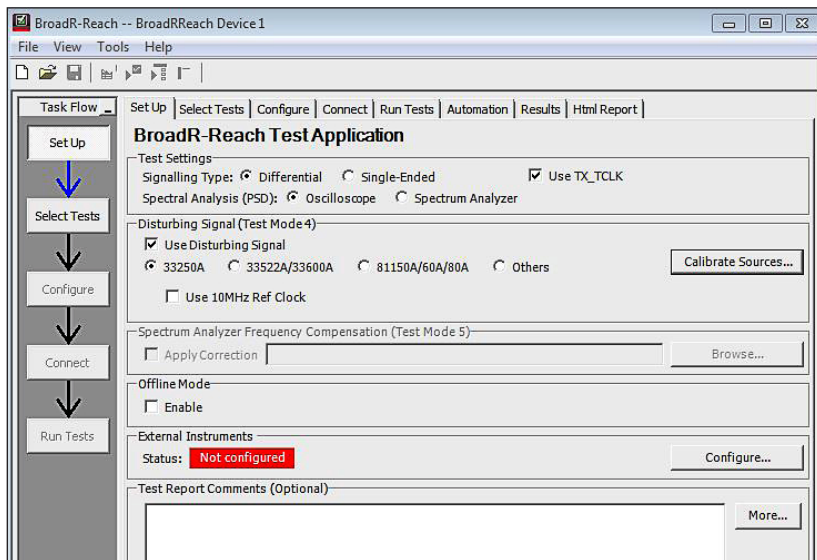 BroadR-Reach -- BroadRReach Device 1
File View Tools Help
Task Flow
Set Up Select Tests Configure Connect Run Tests Automation Results Html Report
Set Up
Select Tests
Configure
Connect
Run Tests
BroadR-Reach Test Application
Test Settings
Signalling Type: Differential Single-Ended Use TX_TCLK
Spectral Analysis (PSD): Oscilloscope Spectrum Analyzer
Disturbing Signal (Test Mode 4)
Use Disturbing Signal
33250A 33522A/33600A 81150A/60A/80A Others Calibrate Sources...
Use 10MHz Ref Clock
Spectrum Analyzer Frequency Compensation (Test Mode 5)
Apply Correction Browse...
Offline Mode
Enable
External Instruments
Status: Not configured Configure...
Test Report Comments (Optional)
More...